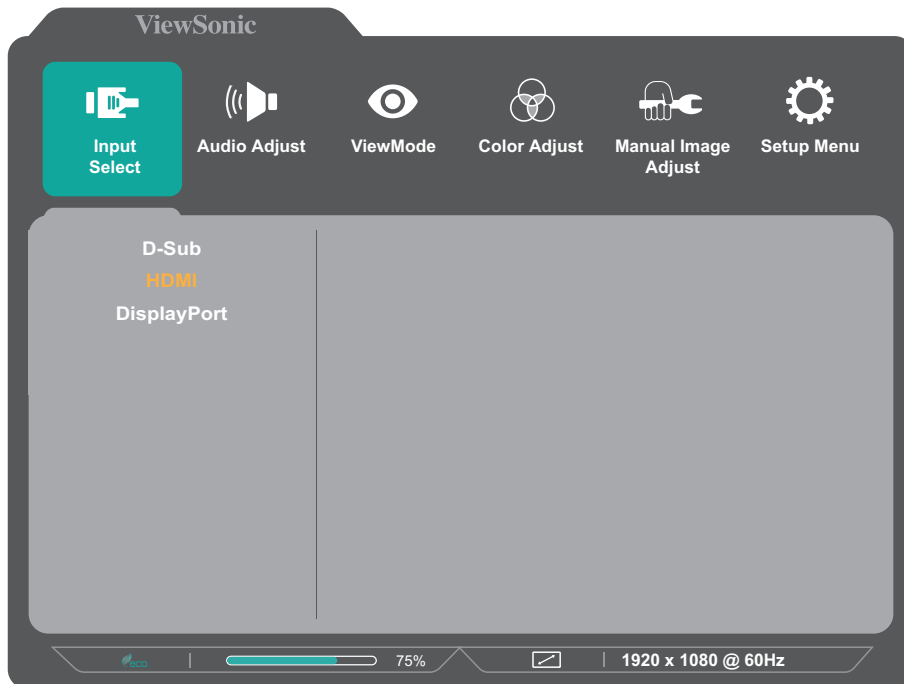 ViewSonic
Input
Select
Audio Adjust
ViewMode
Color Adjust
Manual Image
Adjust
Setup Menu
D-Sub
HDMI
DisplayPort
eco
75%
1920 x 1080 @ 60Hz